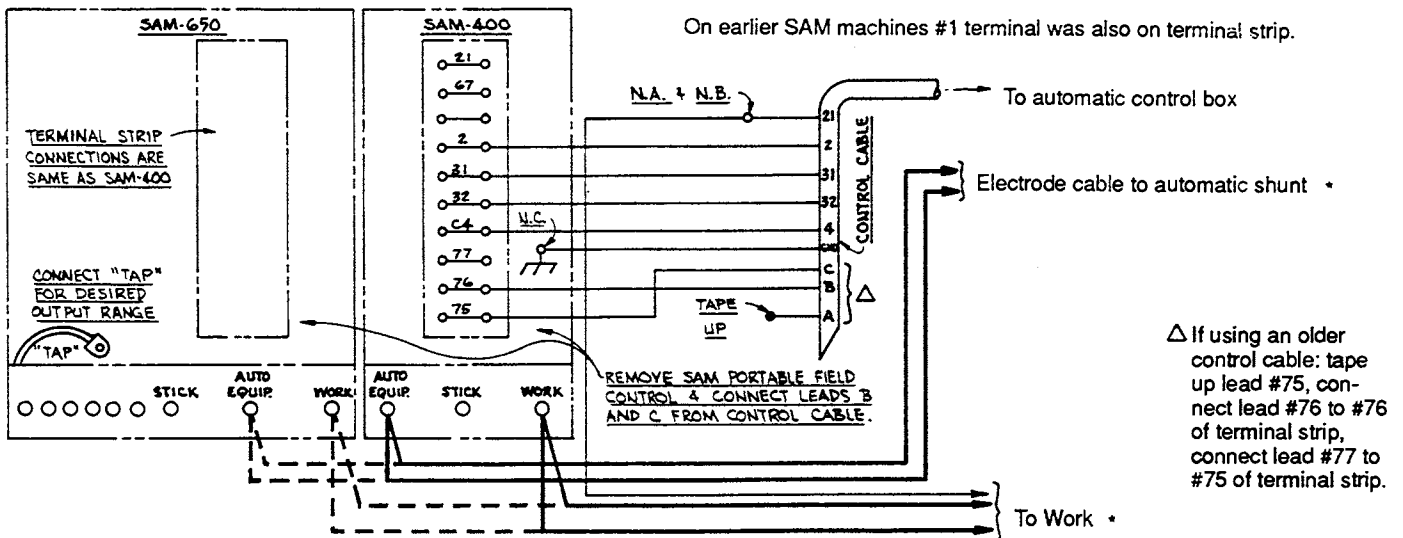 SAM-650
SAM-400
On earlier SAM machines #1 terminal was also on terminal strip.
TERMINAL STRIP
CONNECTIONS ARE
SAME AS SAM-400
21
67
2
31
32
C4
77
76
75
N.A. & N.B.
N.C.
TAPE
UP
21
2
31
32
4
GND
C
B
A
CONTROL CABLE
To automatic control box
Electrode cable to automatic shunt *
Δ
CONNECT "TAP"
FOR DESIRED
OUTPUT RANGE
"TAP"
STICK
AUTO
EQUIP.
WORK
AUTO
EQUIP.
STICK
WORK
REMOVE SAM PORTABLE FIELD
CONTROL & CONNECT LEADS B
AND C FROM CONTROL CABLE.
Δ If using an older
control cable: tape
up lead #75, con-
nect lead #76 to #76
of terminal strip,
connect lead #77 to
#75 of terminal strip.
To Work *